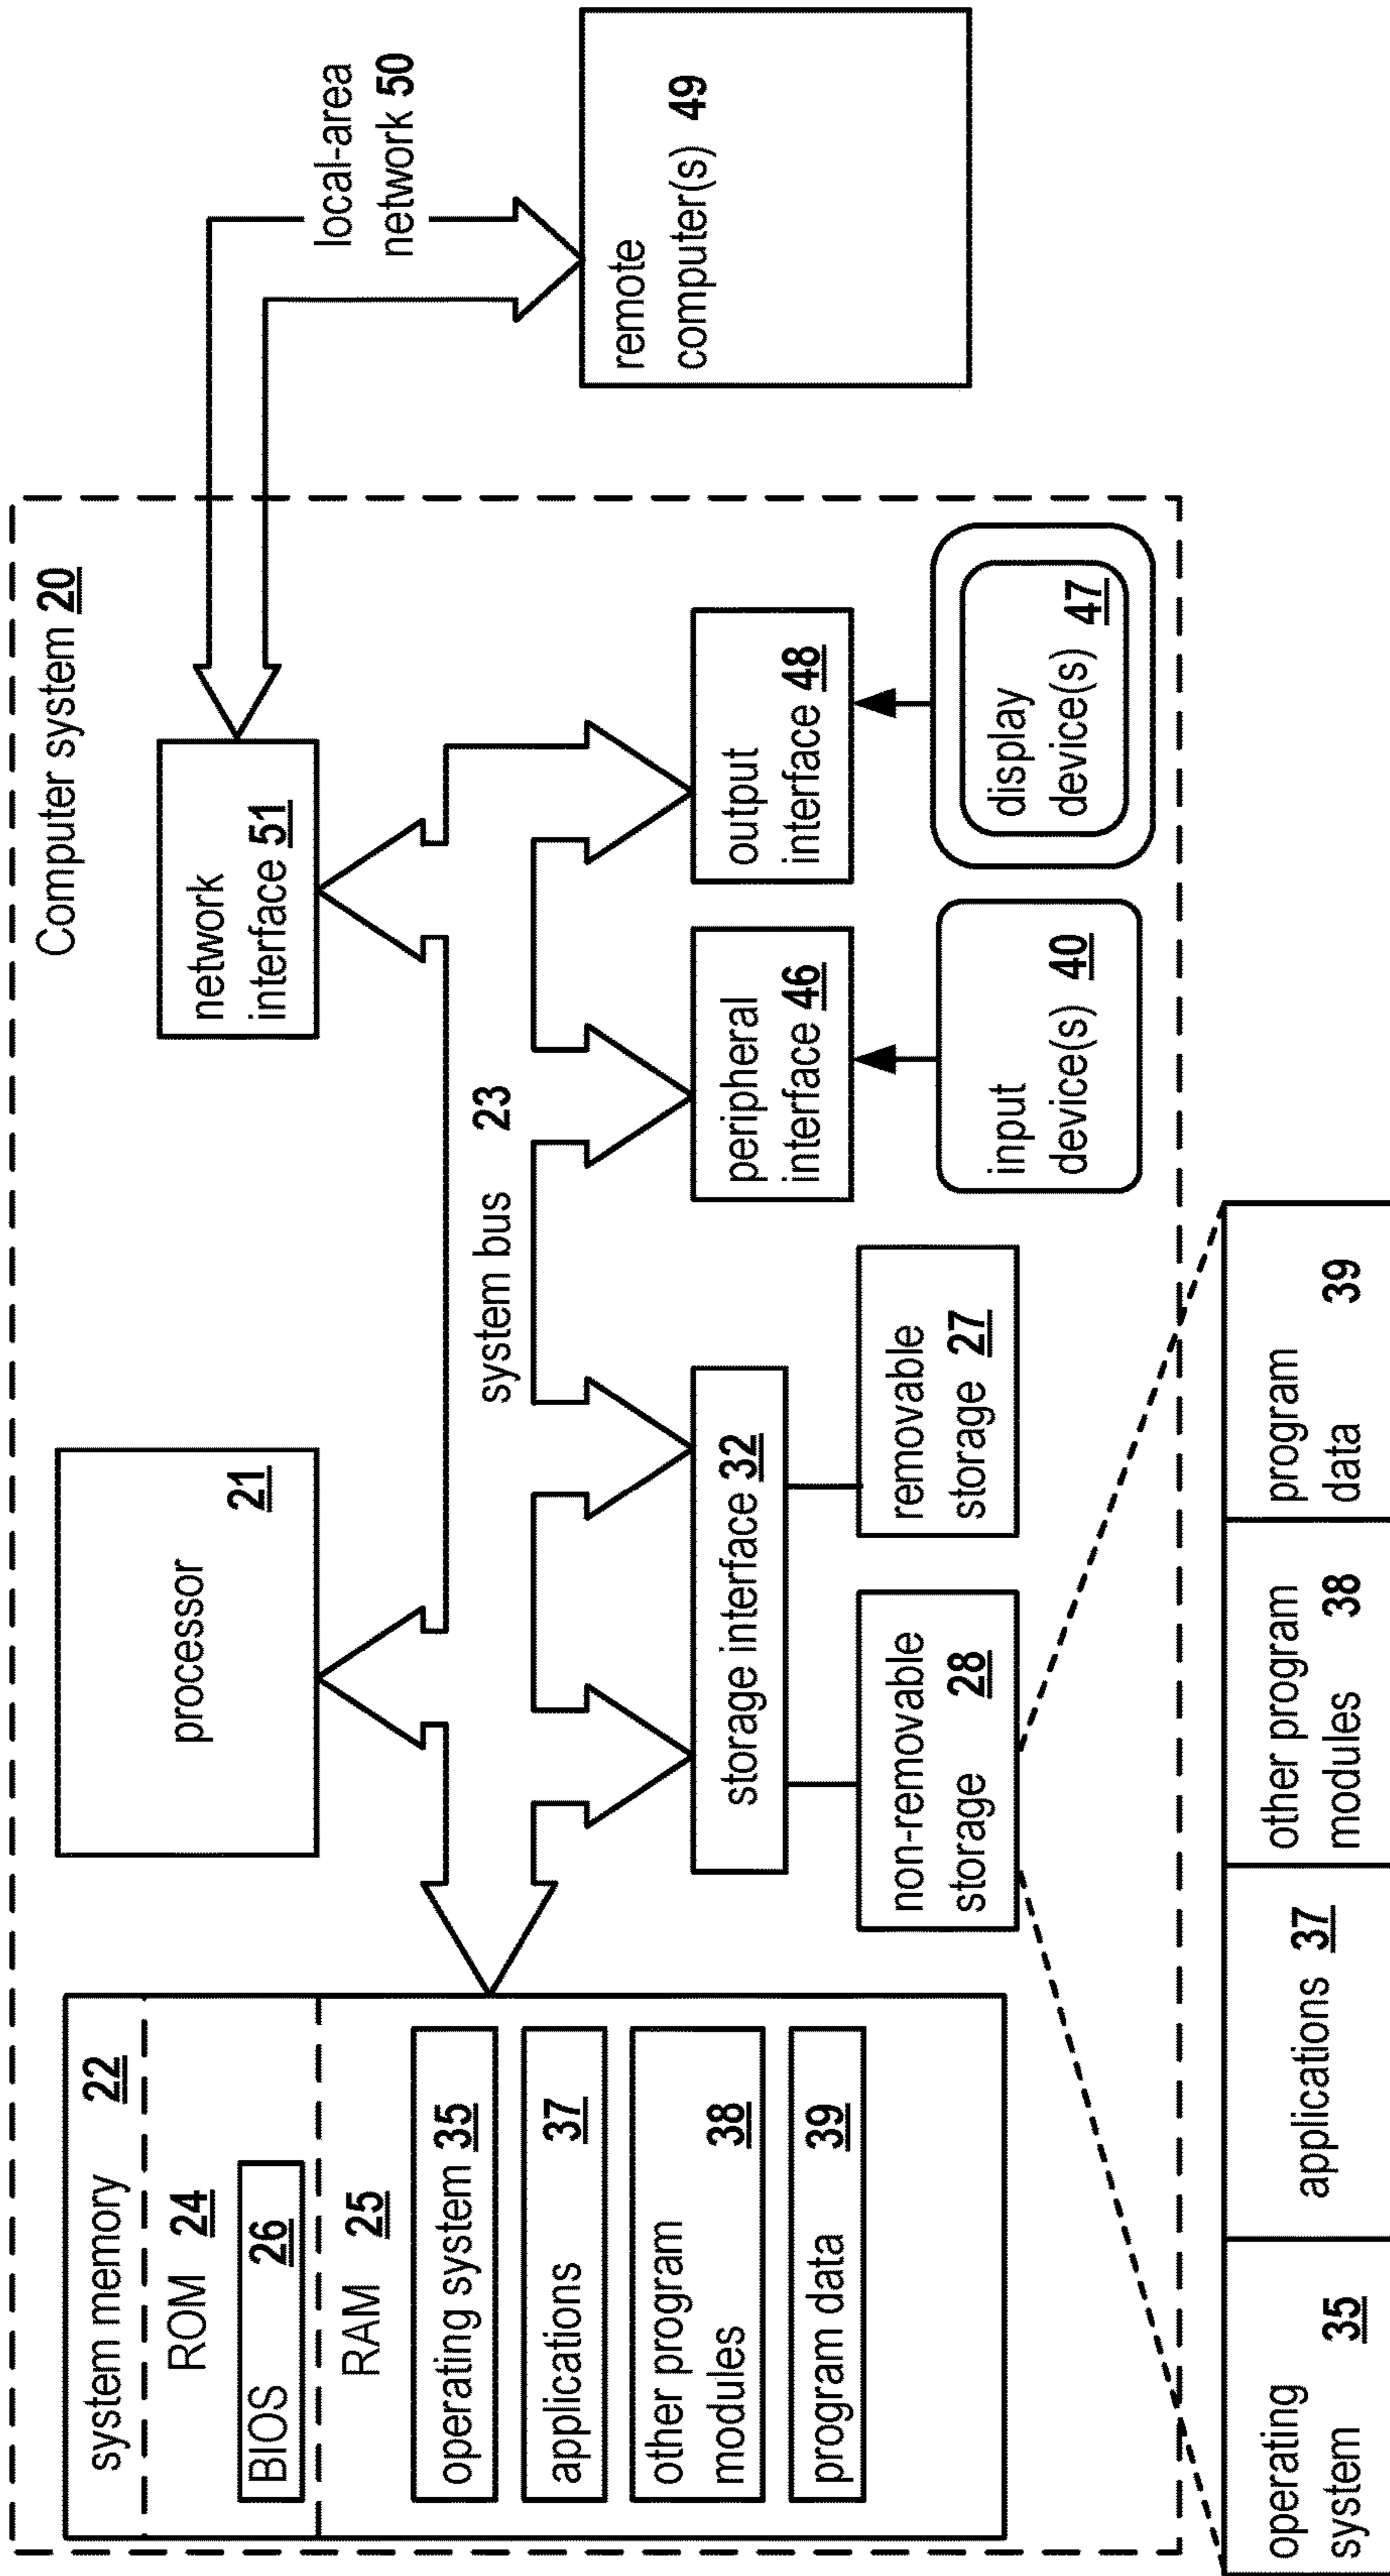 Computer system 20
system memory 22
ROM 24
BIOS 26
RAM 25
operating system 35
applications 37
other program
modules 38
program data 39
processor
21
network
interface 51
local-area
network 50
system bus 23
storage interface 32
non-removable
storage 28
removable
storage 27
peripheral
interface 46
output
interface 48
input
device(s) 40
display
device(s) 47
remote
computer(s) 49
operating
system 35
applications 37
other program
modules 38
program
data 39